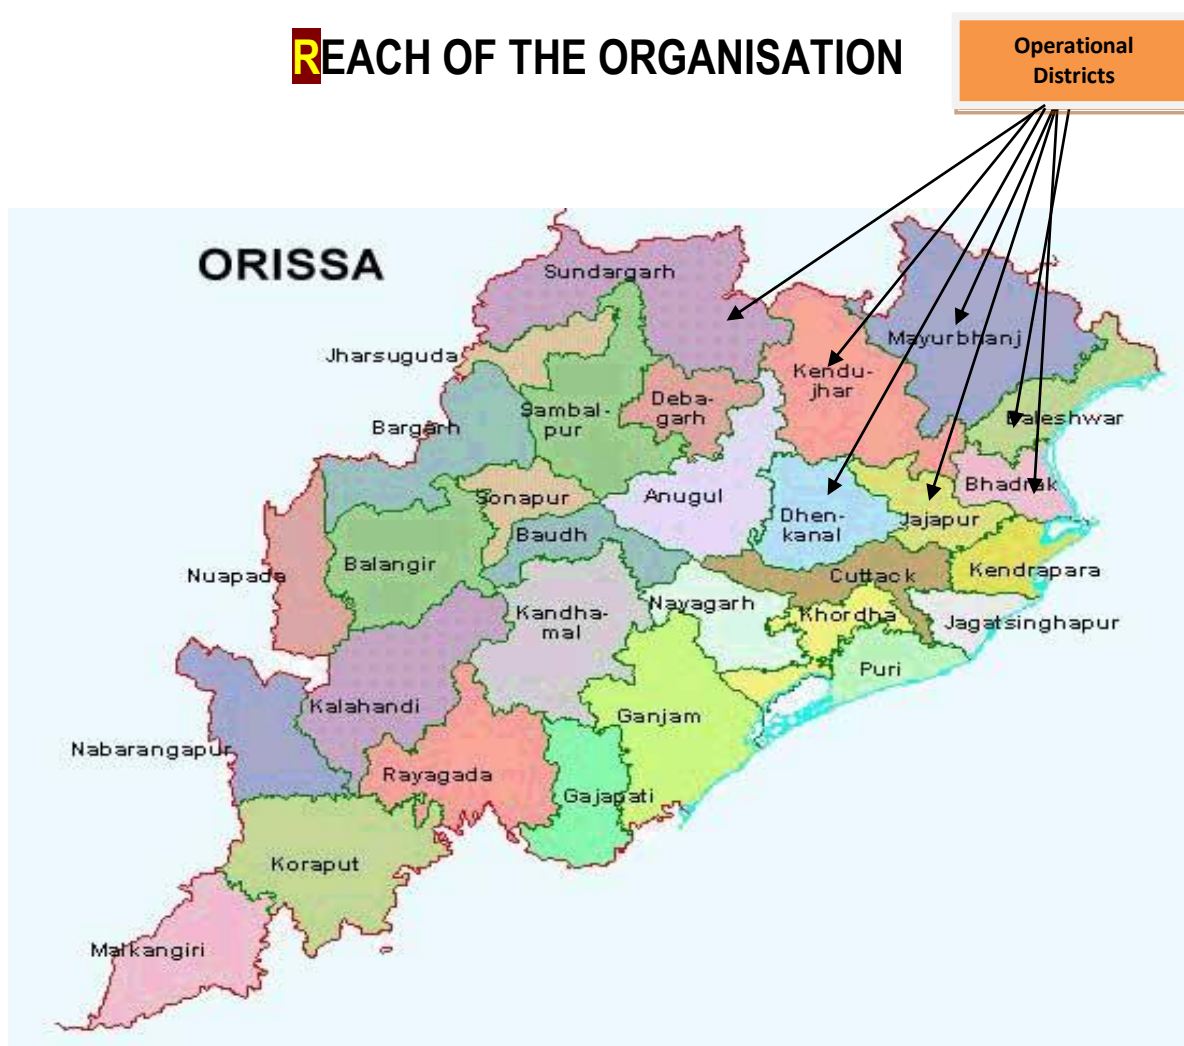 REACH OF THE ORGANISATION
Operational
Districts
ORISSA
Sundargarh
Jharsuguda
Mayurbhanj
Kendu-
jhar
Deba-
garh
Sambal-
pur
Bargarh
Baleshwar
Bhadrak
Sonapur
Anugul
Dhen-
kanal
Jajapur
Baudh
Balangir
Nuapada
Cuttack
Kendrapara
Kandha-
mal
Nayagarh
Khordha
Jagatsinghapur
Puri
Kalahandi
Ganjam
Nabarangapur
Rayagada
Gajapati
Koraput
Malkangiri